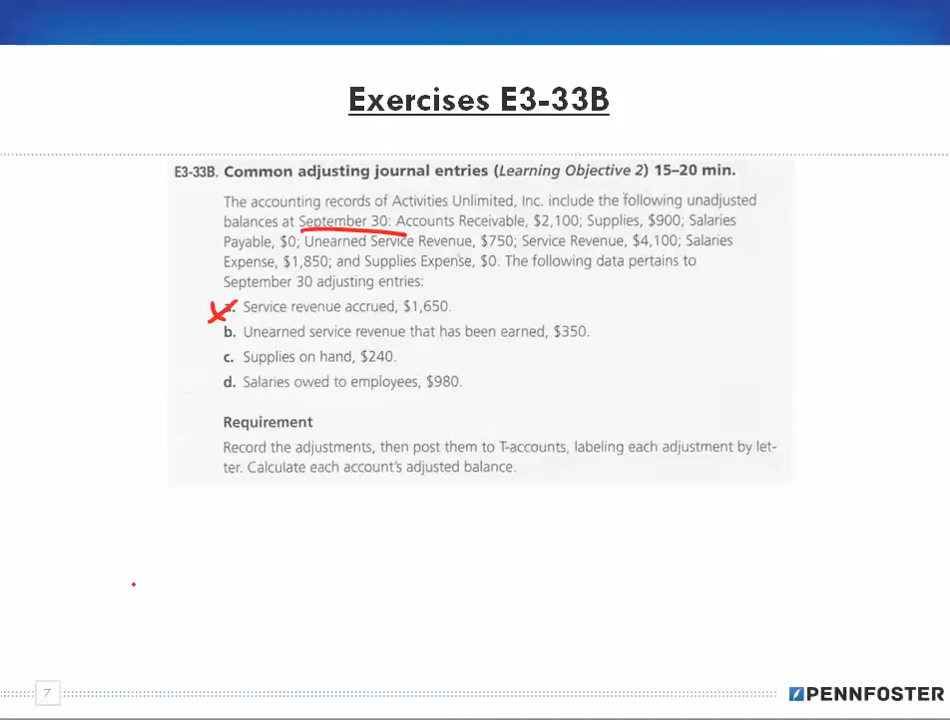 Exercises E3-33B
E3-33B. Common adjusting journal entries (Learning Objective 2) 15–20 min.
The accounting records of Activities Unlimited, Inc. include the following unadjusted
balances at September 30: Accounts Receivable, $2,100; Supplies, $900; Salaries
Payable, $0; Unearned Service Revenue, $750; Service Revenue, $4,100; Salaries
Expense, $1,850; and Supplies Expense, $0. The following data pertains to
September 30 adjusting entries:
a. Service revenue accrued, $1,650.
b. Unearned service revenue that has been earned, $350.
c. Supplies on hand, $240.
d. Salaries owed to employees, $980.
Requirement
Record the adjustments, then post them to T-accounts, labeling each adjustment by let-
ter. Calculate each account's adjusted balance.
7
PENNFOSTER